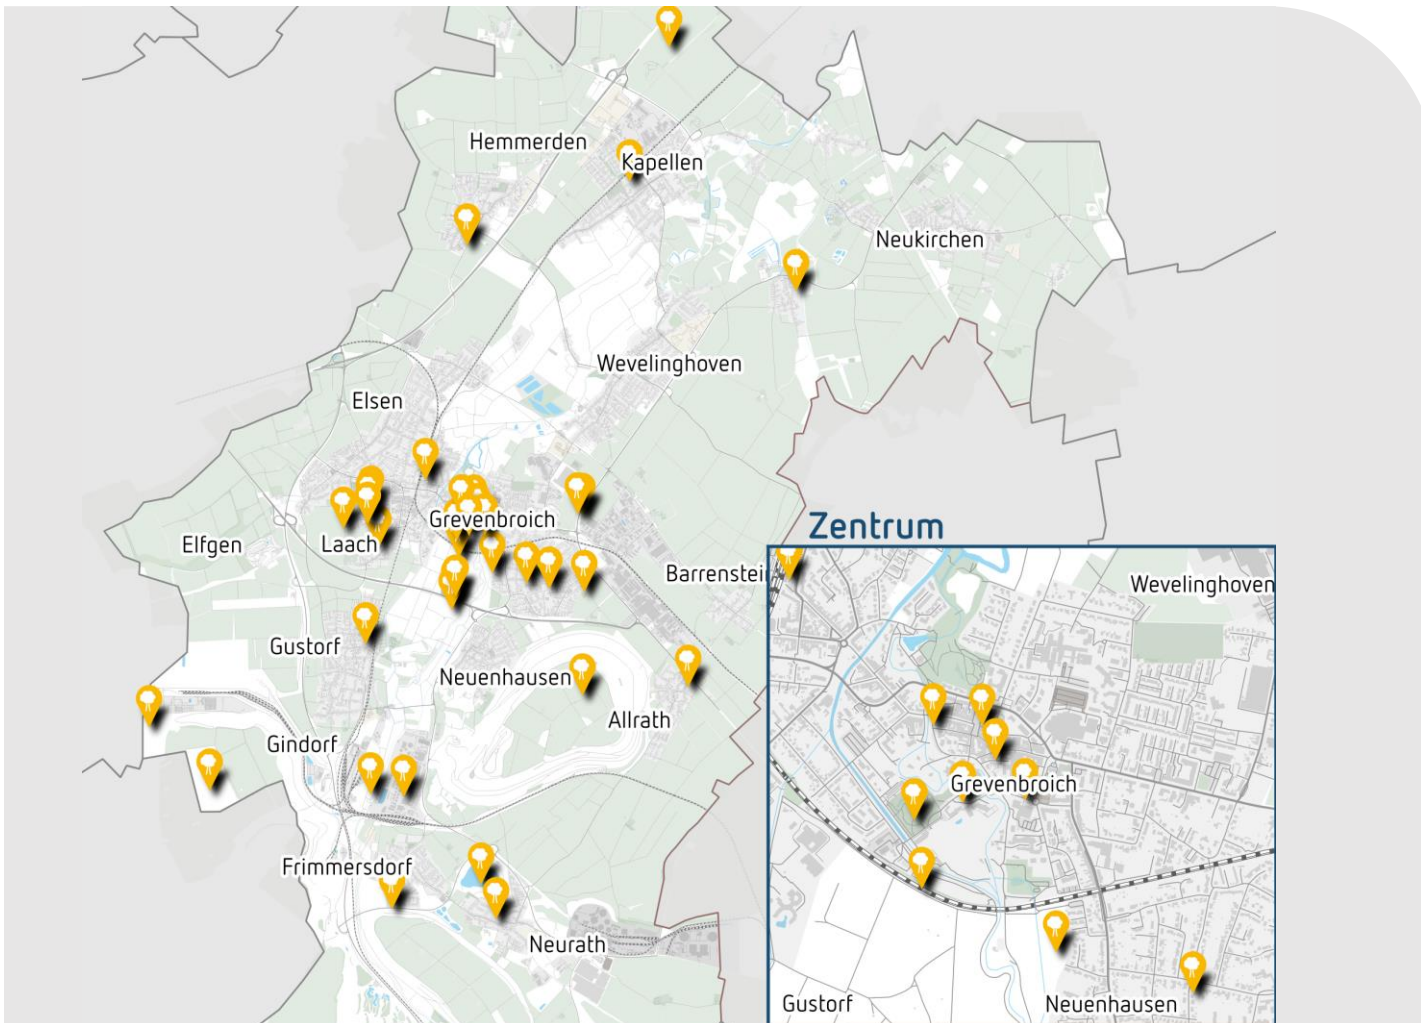 Hemmerden
Kapellen
Neukirchen
Wevelinghoven
Elsen
Grevenbroich
Elfgen
Laach
Barrenstein
Gustorf
Neuenhausen
Allrath
Gindorf
Frimmersdorf
Neurath
Zentrum
Wevelinghoven
Grevenbroich
Gustorf
Neuenhausen